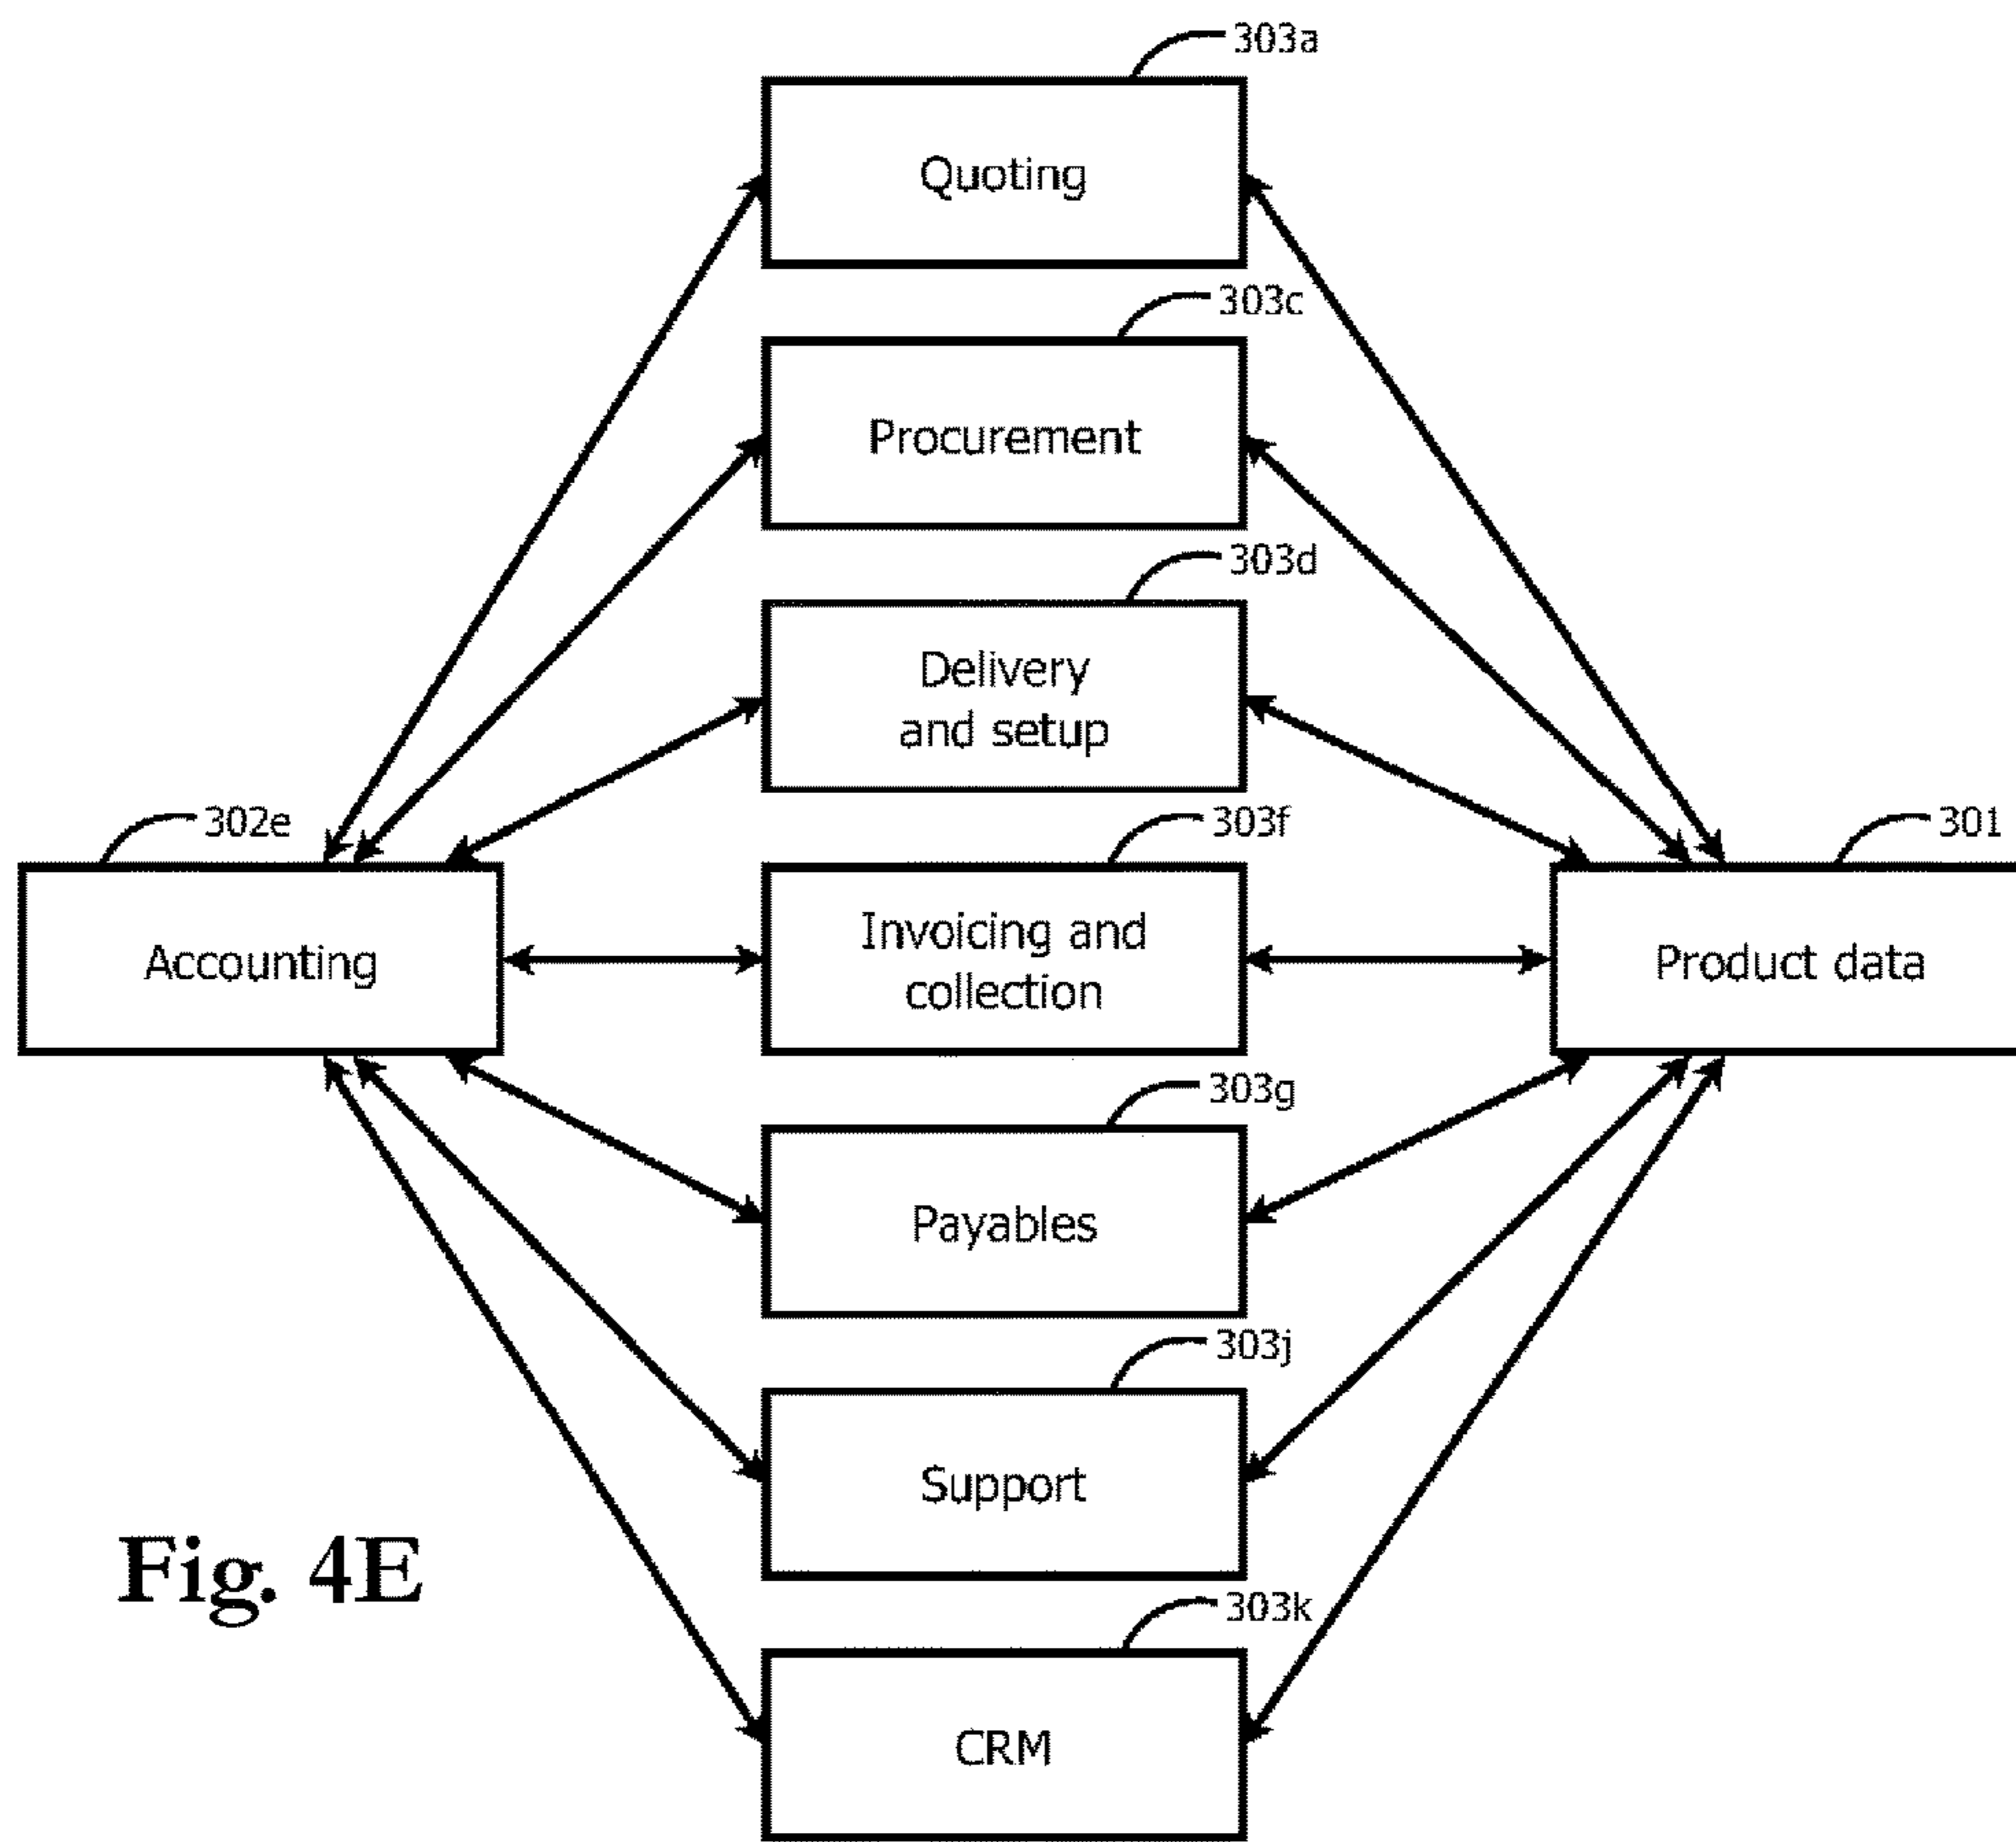 303a
Quoting
303c
Procurement
303d
Delivery
and setup
302e
303f
301
Accounting
Invoicing and
collection
Product data
303g
Payables
303j
Support
Fig. 4E
303k
CRM